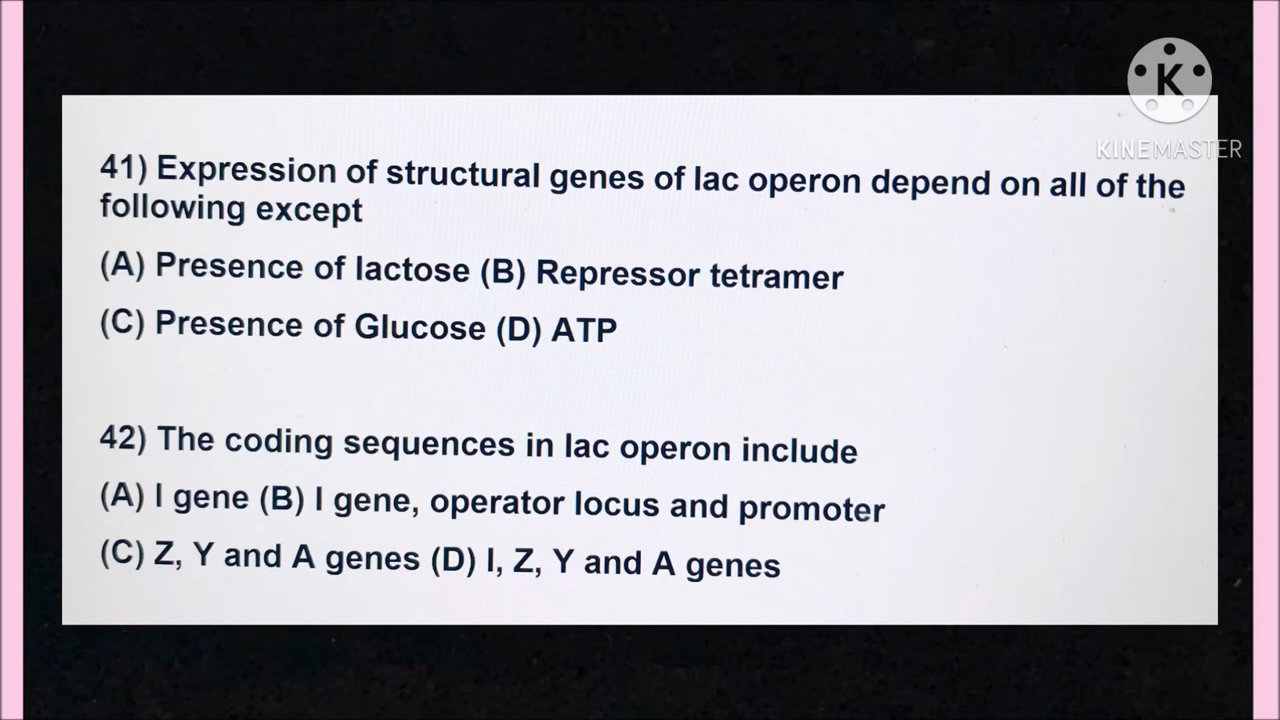 K
KINEMASTER
41) Expression of structural genes of lac operon depend on all of the
following except
(A) Presence of lactose (B) Repressor tetramer
(C) Presence of Glucose (D) ATP
42) The coding sequences in lac operon include
(A) I gene (B) I gene, operator locus and promoter
(C) Z, Y and A genes (D) I, Z, Y and A genes